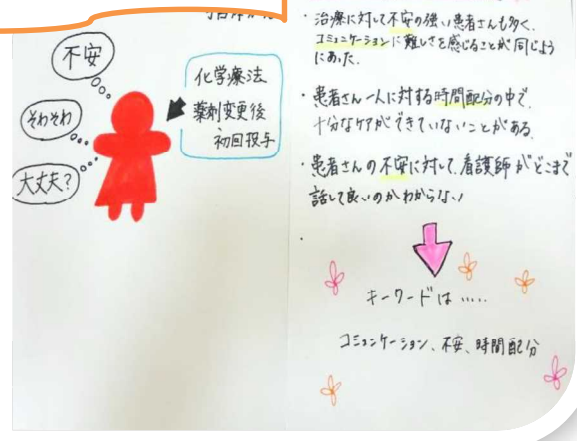 不安
そわそわ
大丈夫？
化学療法
薬剤変更後
初回投与
・治療に対して不安の強い患者さんも多く、
コミュニケーションに難しさを感じることが同じよう
にあった。
・患者さん一人に対する時間配分の中で、
十分なケアができていないことがある。
・患者さんの不安に対して、看護師がどこまで
話して良いのかわからない
・
キーワードは……
コミュニケーション、不安、時間配分